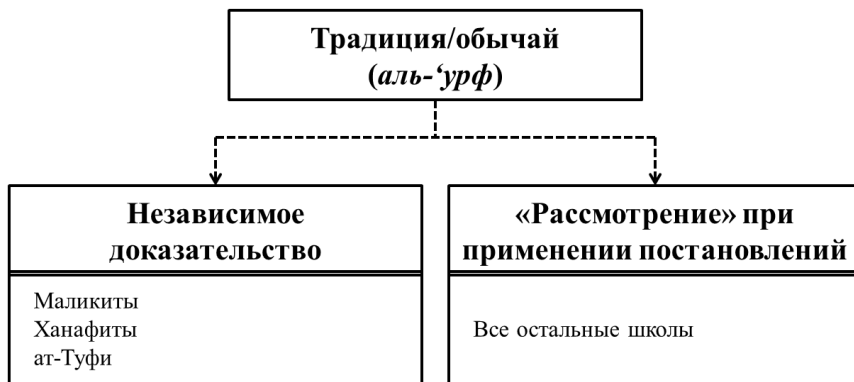 Традиция/обычай
(аль-‘урф)
Независимое
доказательство
Маликиты
Ханафиты
ат-Туфи
«Рассмотрение» при
применении постановлений
Все остальные школы